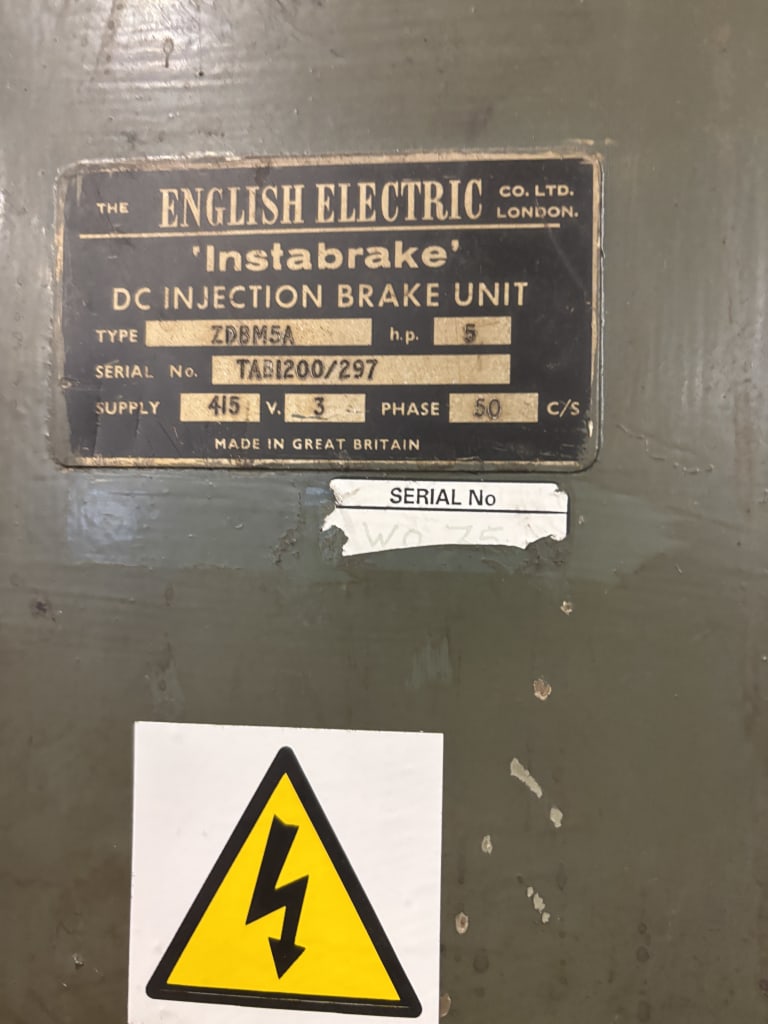 THE ENGLISH ELECTRIC CO. LTD. LONDON.
'Instabrake'
DC INJECTION BRAKE UNIT
TYPE ZDBM5A h.p. 5
SERIAL No. TAB1200/297
SUPPLY 415 V. 3 PHASE 50 C/S
MADE IN GREAT BRITAIN
SERIAL No